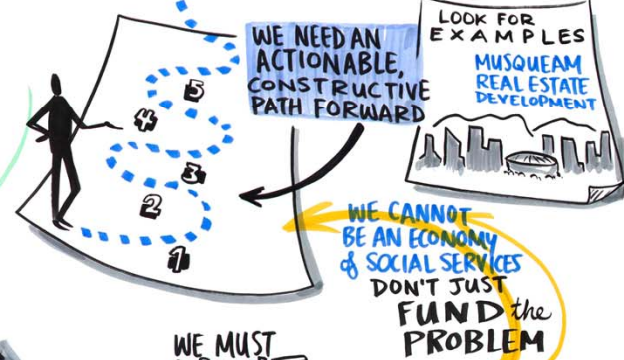 WE NEED AN
ACTIONABLE,
CONSTRUCTIVE
PATH FORWARD
LOOK FOR
EXAMPLES
MUSQUEAM
REAL ESTATE
DEVELOPMENT
5
4
3
2
1
WE CANNOT
BE AN ECONOMY
of SOCIAL SERVICES
DON'T JUST
FUND the
PROBLEM
WE MUST